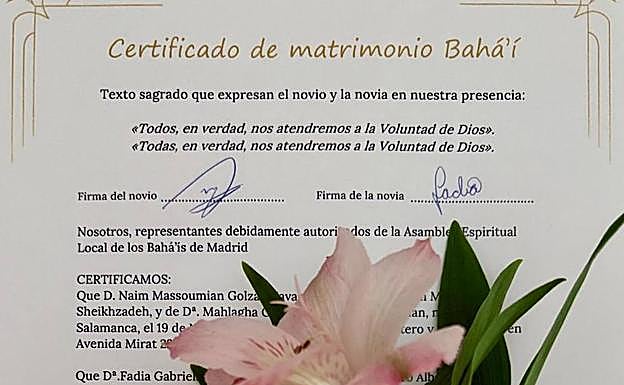 Certificado de matrimonio Bahá'í
Texto sagrado que expresan el novio y la novia en nuestra presencia:
«Todos, en verdad, nos atendremos a la Voluntad de Dios».
«Todas, en verdad, nos atendremos a la Voluntad de Dios».
Firma del novio
Firma de la novia Fadia
Nosotros, representantes debidamente autorizados de la Asamblea Espiritual
Local de los Bahá'ís de Madrid
CERTIFICAMOS:
Que D. Naim Massoumian Golza
Sheikhzadeh, y de Dª. Mahlagha
Salamanca, el 19 de
Avenida Mirat
Que Dª.Fadia Gabriel